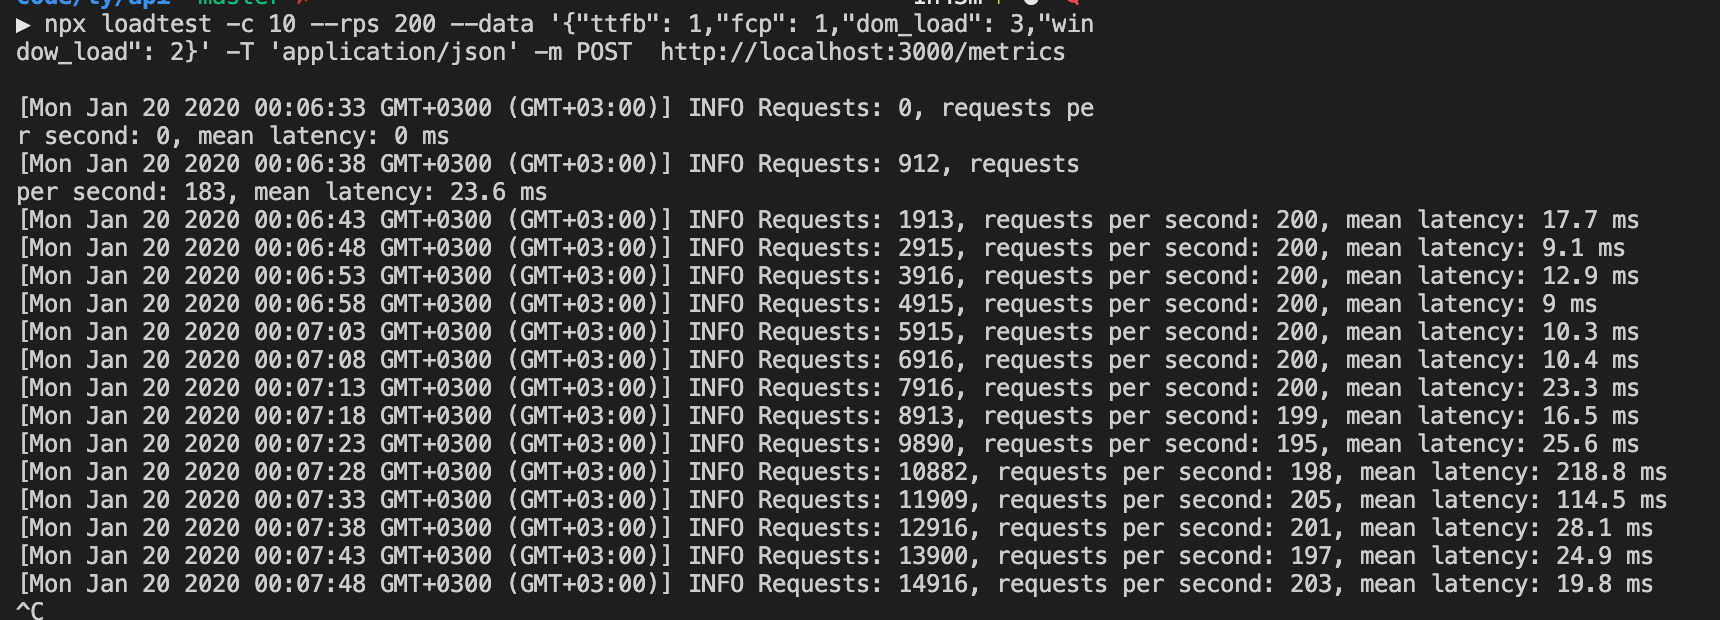 ▶ npx loadtest -c 10 --rps 200 --data '{"ttfb": 1,"fcp": 1,"dom_load": 3,"win
dow_load": 2}' -T 'application/json' -m POST  http://localhost:3000/metrics
[Mon Jan 20 2020 00:06:33 GMT+0300 (GMT+03:00)] INFO Requests: 0, requests pe
r second: 0, mean latency: 0 ms
[Mon Jan 20 2020 00:06:38 GMT+0300 (GMT+03:00)] INFO Requests: 912, requests
per second: 183, mean latency: 23.6 ms
[Mon Jan 20 2020 00:06:43 GMT+0300 (GMT+03:00)] INFO Requests: 1913, requests per second: 200, mean latency: 17.7 ms
[Mon Jan 20 2020 00:06:48 GMT+0300 (GMT+03:00)] INFO Requests: 2915, requests per second: 200, mean latency: 9.1 ms
[Mon Jan 20 2020 00:06:53 GMT+0300 (GMT+03:00)] INFO Requests: 3916, requests per second: 200, mean latency: 12.9 ms
[Mon Jan 20 2020 00:06:58 GMT+0300 (GMT+03:00)] INFO Requests: 4915, requests per second: 200, mean latency: 9 ms
[Mon Jan 20 2020 00:07:03 GMT+0300 (GMT+03:00)] INFO Requests: 5915, requests per second: 200, mean latency: 10.3 ms
[Mon Jan 20 2020 00:07:08 GMT+0300 (GMT+03:00)] INFO Requests: 6916, requests per second: 200, mean latency: 10.4 ms
[Mon Jan 20 2020 00:07:13 GMT+0300 (GMT+03:00)] INFO Requests: 7916, requests per second: 200, mean latency: 23.3 ms
[Mon Jan 20 2020 00:07:18 GMT+0300 (GMT+03:00)] INFO Requests: 8913, requests per second: 199, mean latency: 16.5 ms
[Mon Jan 20 2020 00:07:23 GMT+0300 (GMT+03:00)] INFO Requests: 9890, requests per second: 195, mean latency: 25.6 ms
[Mon Jan 20 2020 00:07:28 GMT+0300 (GMT+03:00)] INFO Requests: 10882, requests per second: 198, mean latency: 218.8 ms
[Mon Jan 20 2020 00:07:33 GMT+0300 (GMT+03:00)] INFO Requests: 11909, requests per second: 205, mean latency: 114.5 ms
[Mon Jan 20 2020 00:07:38 GMT+0300 (GMT+03:00)] INFO Requests: 12916, requests per second: 201, mean latency: 28.1 ms
[Mon Jan 20 2020 00:07:43 GMT+0300 (GMT+03:00)] INFO Requests: 13900, requests per second: 197, mean latency: 24.9 ms
[Mon Jan 20 2020 00:07:48 GMT+0300 (GMT+03:00)] INFO Requests: 14916, requests per second: 203, mean latency: 19.8 ms
^C